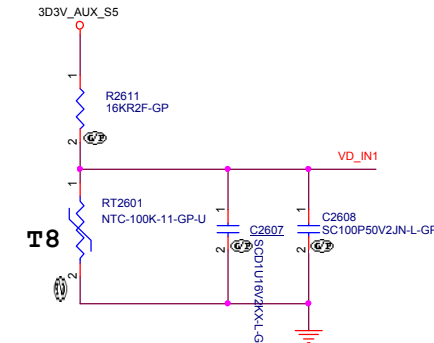 3D3V_AUX_S5
1
R2611
16KR2F-GP
2
VD_IN1
1
RT2601
NTC-100K-11-GP-U
T8
2
1
C2607
2
SCD1U16V2KX-L-G
1
C2608
SC100P50V2JN-L-GP
2